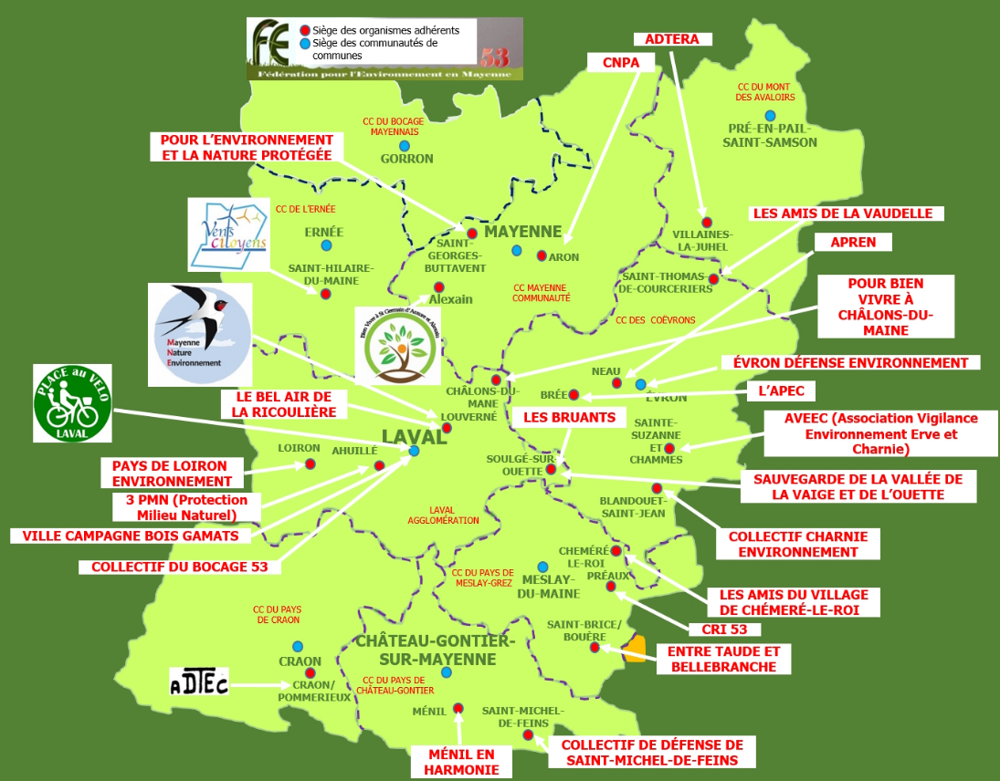 FE
53
Siège des organismes adhérents
Siège des communautés de
communes
Fédération pour l'Environnement en Mayenne
ADTERA
CNPA
CC DU MONT
DES AVALOIRS
PRÉ-EN-PAIL-
SAINT-SAMSON
CC DU BOCAGE
MAYENNAIS
GORRON
POUR L'ENVIRONNEMENT
ET LA NATURE PROTÉGÉE
CC DE L'ERNÉE
ERNÉE
Vents
Citoyens
SAINT-HILAIRE-
DU-MAINE
MAYENNE
SAINT-
GEORGES-
BUTTAVENT
ARON
Alexain
CC MAYENNE
COMMUNAUTÉ
VILLAINES-
LA-JUHEL
LES AMIS DE LA VAUDELLE
APREN
SAINT-THOMAS-
DE-COURCERIERS
POUR BIEN
VIVRE À
CHÂLONS-DU-
MAINE
CC DES COËVRONS
Mayenne
Nature
Environnement
Bien Vivre à St Germain d'Anxure et Alexain
PLACE au VELO
LAVAL
ÉVRON DÉFENSE ENVIRONNEMENT
NEAU
ÉVRON
BRÉE
L'APEC
CHÂLONS-DU-
MANE
LOUVERNÉ
LE BEL AIR DE
LA RICOULIÈRE
LES BRUANTS
AVEEC (Association Vigilance
Environnement Erve et
Charnie)
SAINTE-
SUZANNE
ET
CHAMMES
LAVAL
LOIRON
AHUILLÉ
SOULGÉ-SUR-
OUETTE
PAYS DE LOIRON
ENVIRONNEMENT
SAUVEGARDE DE LA VALLÉE DE
LA VAIGE ET DE L'OUETTE
3 PMN (Protection
Milieu Naturel)
BLANDOUET-
SAINT-JEAN
LAVAL
AGGLOMÉRATION
VILLE CAMPAGNE BOIS GAMATS
COLLECTIF CHARNIE
ENVIRONNEMENT
COLLECTIF DU BOCAGE 53
CHEMÉRÉ
LE-ROI
PRÉAUX
CC DU PAYS DE
MESLAY-GREZ
MESLAY-
DU-MAINE
LES AMIS DU VILLAGE
DE CHÉMERÉ-LE-ROI
CC DU PAYS
DE CRAON
CRI 53
SAINT-BRICE/
BOUÈRE
CHÂTEAU-GONTIER-
SUR-MAYENNE
ENTRE TAUDE ET
BELLEBRANCHE
CRAON
ADTEC
CRAON/
POMMERIEUX
CC DU PAYS DE
CHÂTEAU-GONTIER
MÉNIL
SAINT-MICHEL-
DE-FEINS
MÉNIL EN
HARMONIE
COLLECTIF DE DÉFENSE DE
SAINT-MICHEL-DE-FEINS